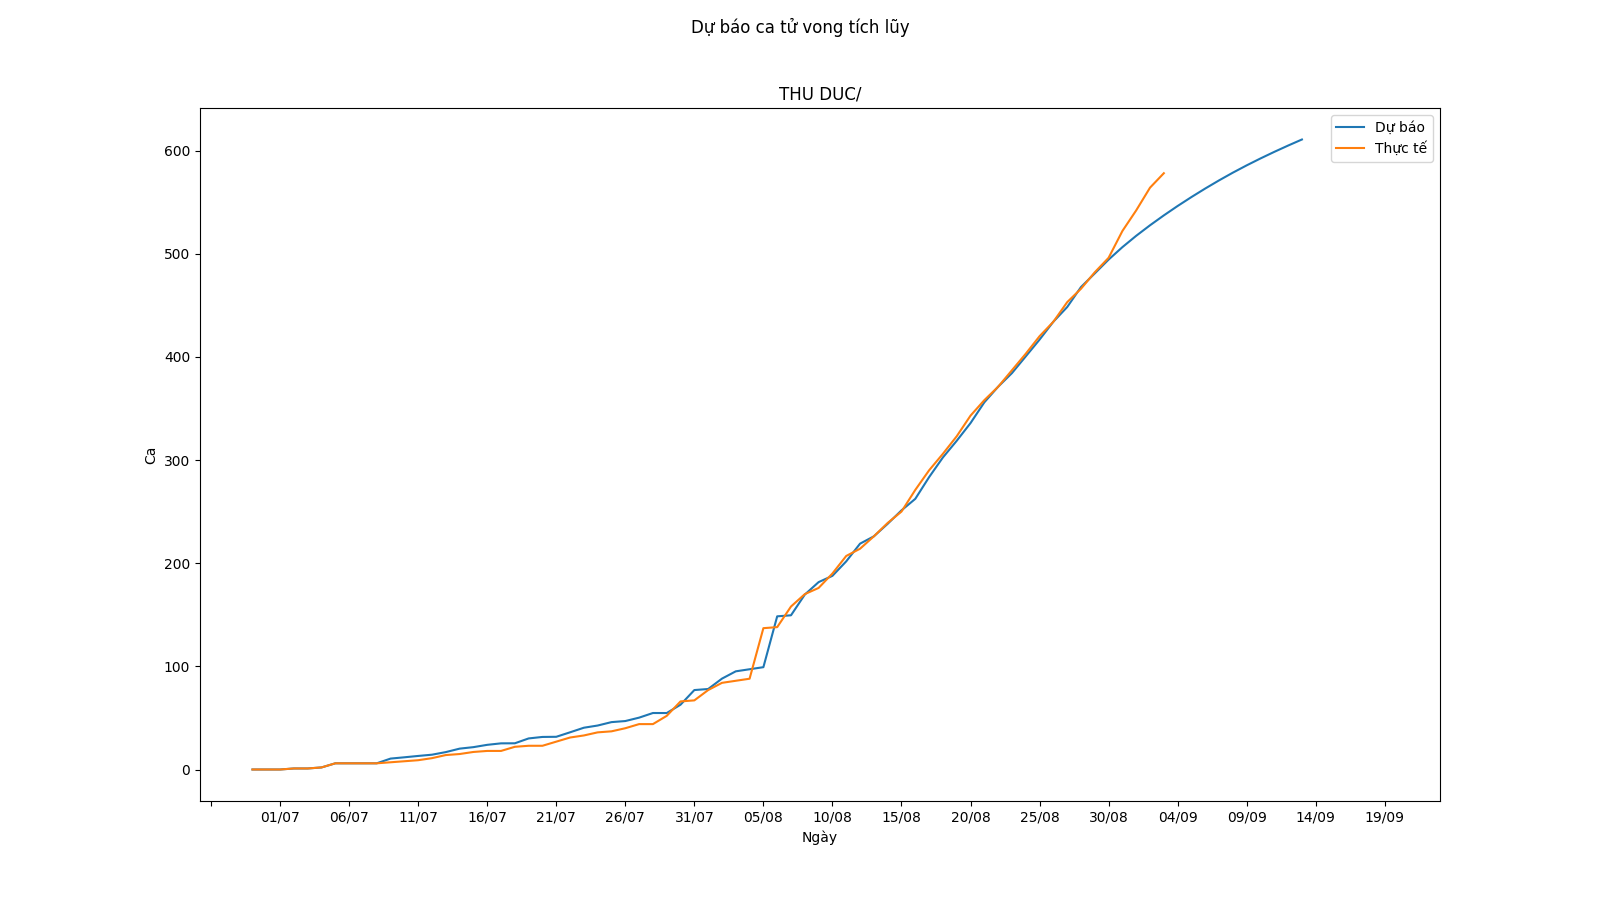 Dự báo ca tử vong tích lũy
THU DUC/
Dự báo
Thực tế
600
500
400
300
200
100
0
Ca
01/07 06/07 11/07 16/07 21/07 26/07 31/07 05/08 10/08 15/08 20/08 25/08 30/08 04/09 09/09 14/09 19/09
Ngày